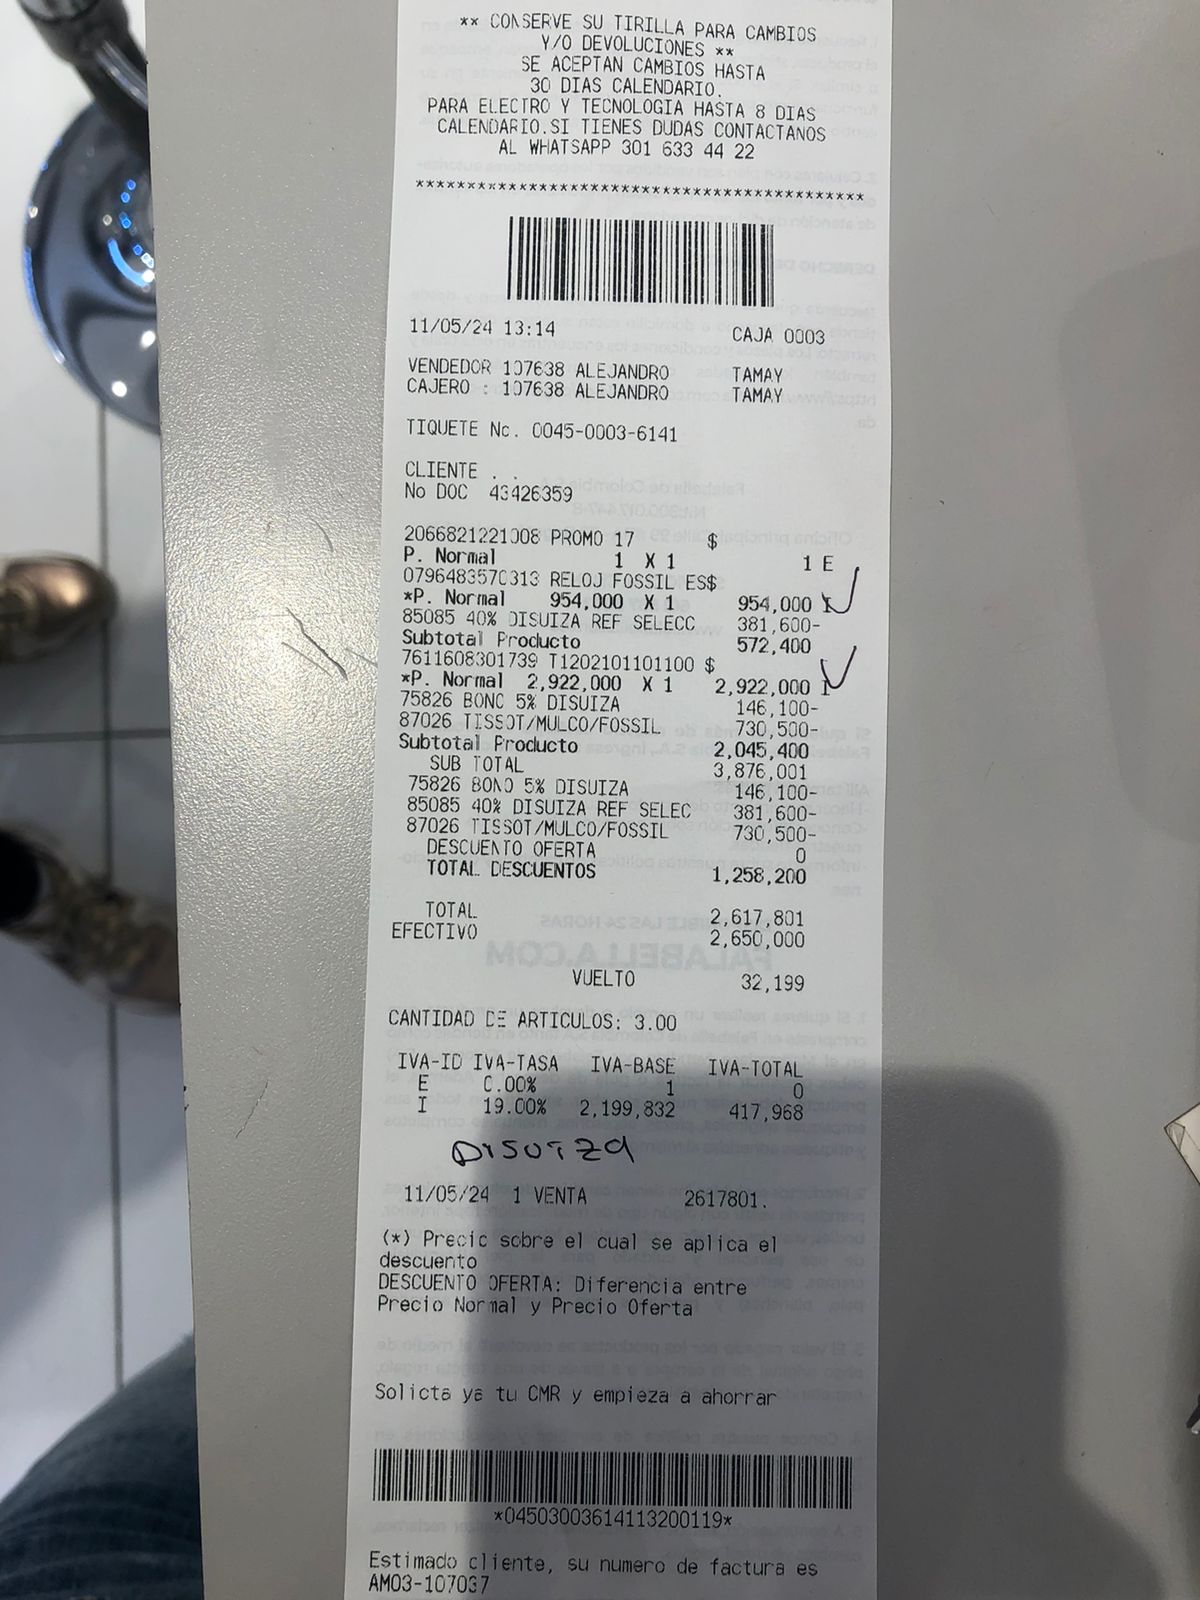 ** CONSERVE SU TIRILLA PARA CAMBIOS
Y/O DEVOLUCIONES **
SE ACEPTAN CAMBIOS HASTA
30 DIAS CALENDARIO.
PARA ELECTRO Y TECNOLOGIA HASTA 8 DIAS
CALENDARIO.SI TIENES DUDAS CONTACTANOS
AL WHATSAPP 301 633 44 22
*******************************************
11/05/24 13:14 CAJA 0003
VENDEDOR 107638 ALEJANDRO TAMAY
CAJERO : 107638 ALEJANDRO TAMAY
TIQUETE No. 0045-0003-6141
CLIENTE . .
No DOC 43426359
2066821221008 PROMO 17 $
P. Normal 1 X 1 1 E
0796483570313 RELOJ FOSSIL ES$
*P. Normal 954,000 X 1 954,000 I
85085 40% DISUIZA REF SELECC 381,600-
Subtotal Producto 572,400
7611608301739 T1202101101100 $
*P. Normal 2,922,000 X 1 2,922,000 I
75826 BONO 5% DISUIZA 146,100-
87026 TISSOT/MULCO/FOSSIL 730,500-
Subtotal Producto 2,045,400
SUB TOTAL 3,876,001
75826 BONO 5% DISUIZA 146,100-
85085 40% DISUIZA REF SELEC 381,600-
87026 TISSOT/MULCO/FOSSIL 730,500-
DESCUENTO OFERTA 0
TOTAL DESCUENTOS 1,258,200
TOTAL 2,617,801
EFECTIVO 2,650,000
VUELTO 32,199
CANTIDAD DE ARTICULOS: 3.00
IVA-ID IVA-TASA IVA-BASE IVA-TOTAL
E 0.00% 1 0
I 19.00% 2,199,832 417,968
DISUIZA
11/05/24 1 VENTA 2617801.
(*) Precio sobre el cual se aplica el
descuento
DESCUENTO OFERTA: Diferencia entre
Precio Normal y Precio Oferta
Solicta ya tu CMR y empieza a ahorrar
*04503003614113200119*
Estimado cliente, su numero de factura es
AM03-107037